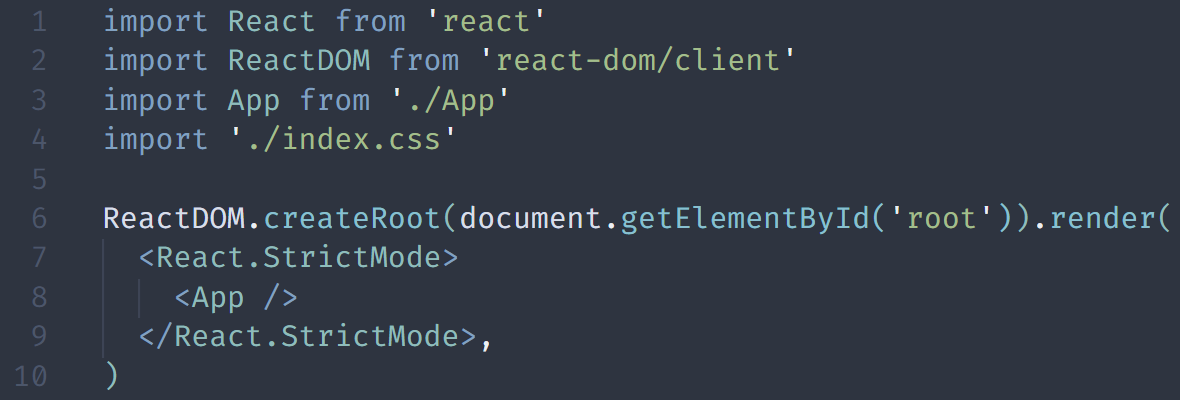 1 import React from 'react'
2 import ReactDOM from 'react-dom/client'
3 import App from './App'
4 import './index.css'
5
6 ReactDOM.createRoot(document.getElementById('root')).render(
7   <React.StrictMode>
8     <App />
9   </React.StrictMode>,
10 )